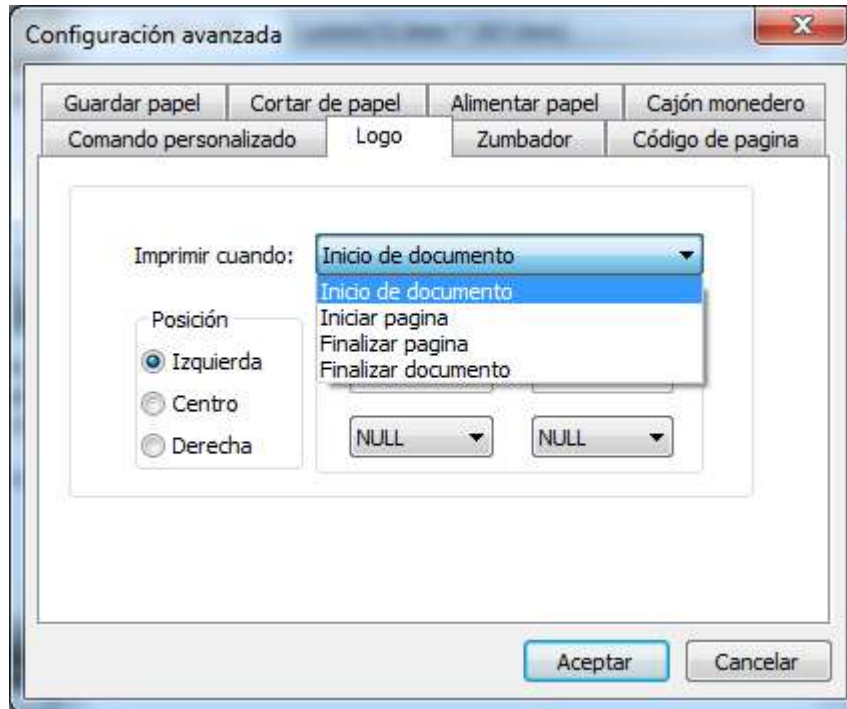 Configuración avanzada
Guardar papel Cortar de papel Alimentar papel Cajón monedero
Comando personalizado Logo Zumbador Código de pagina
Imprimir cuando: Inicio de documento
Inicio de documento
Iniciar pagina
Finalizar pagina
Finalizar documento
Posición
Izquierda
Centro
Derecha
NULL NULL
Aceptar Cancelar